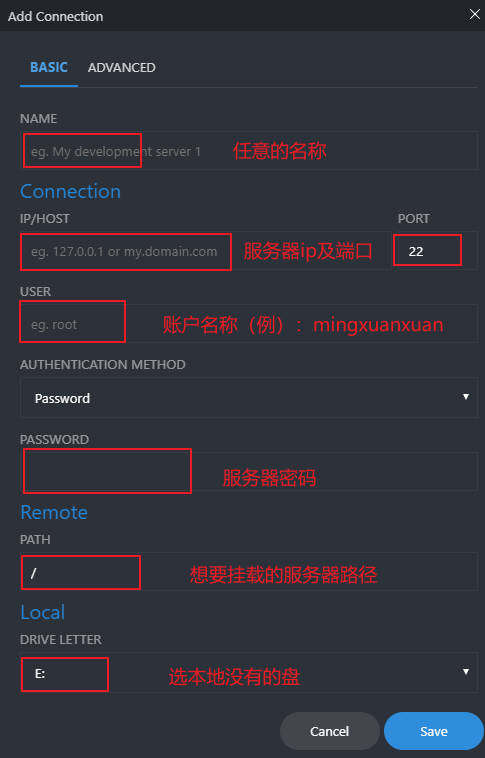 Add Connection
BASIC ADVANCED
NAME
eg. My development server 1 任意的名称
Connection
IP/HOST PORT
eg. 127.0.0.1 or my.domain.com 服务器ip及端口 22
USER
eg. root 账户名称（例）：mingxuanxuan
AUTHENTICATION METHOD
Password
PASSWORD
服务器密码
Remote
PATH
/ 想要挂载的服务器路径
Local
DRIVE LETTER
E: 选本地没有的盘
Cancel Save